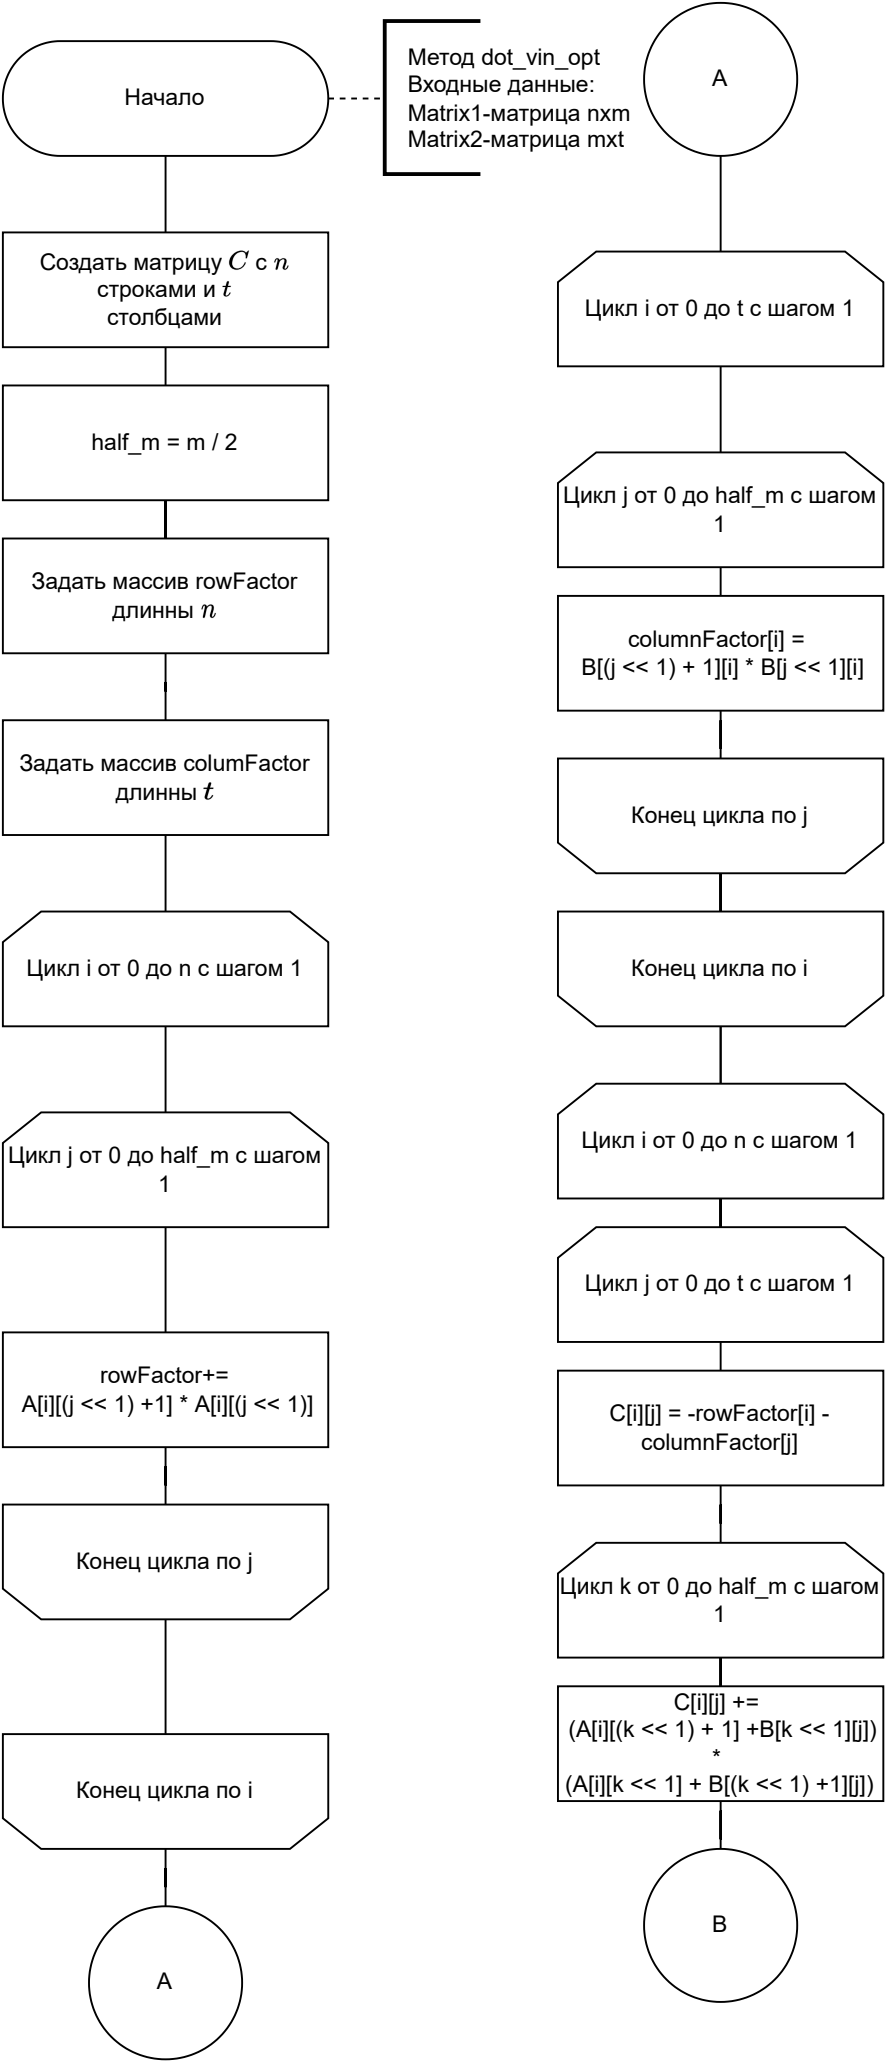 Начало
Метод dot_vin_opt
Входные данные:
Matrix1-матрица nxm
Matrix2-матрица mxt
Создать матрицу C с n
строками и t
столбцами
half_m = m / 2
Задать массив rowFactor
длинны n
Задать массив columFactor
длинны t
Цикл i от 0 до n с шагом 1
Цикл j от 0 до half_m с шагом
1
rowFactor+=
A[i][(j << 1) +1] * A[i][(j << 1)]
Конец цикла по j
Конец цикла по i
A
A
Цикл i от 0 до t с шагом 1
Цикл j от 0 до half_m с шагом
1
columnFactor[i] =
B[(j << 1) + 1][i] * B[j << 1][i]
Конец цикла по j
Конец цикла по i
Цикл i от 0 до n с шагом 1
Цикл j от 0 до t с шагом 1
C[i][j] = -rowFactor[i] -
columnFactor[j]
Цикл k от 0 до half_m с шагом
1
C[i][j] +=
(A[i][(k << 1) + 1] +B[k << 1][j])
*
(A[i][k << 1] + B[(k << 1) +1][j])
B